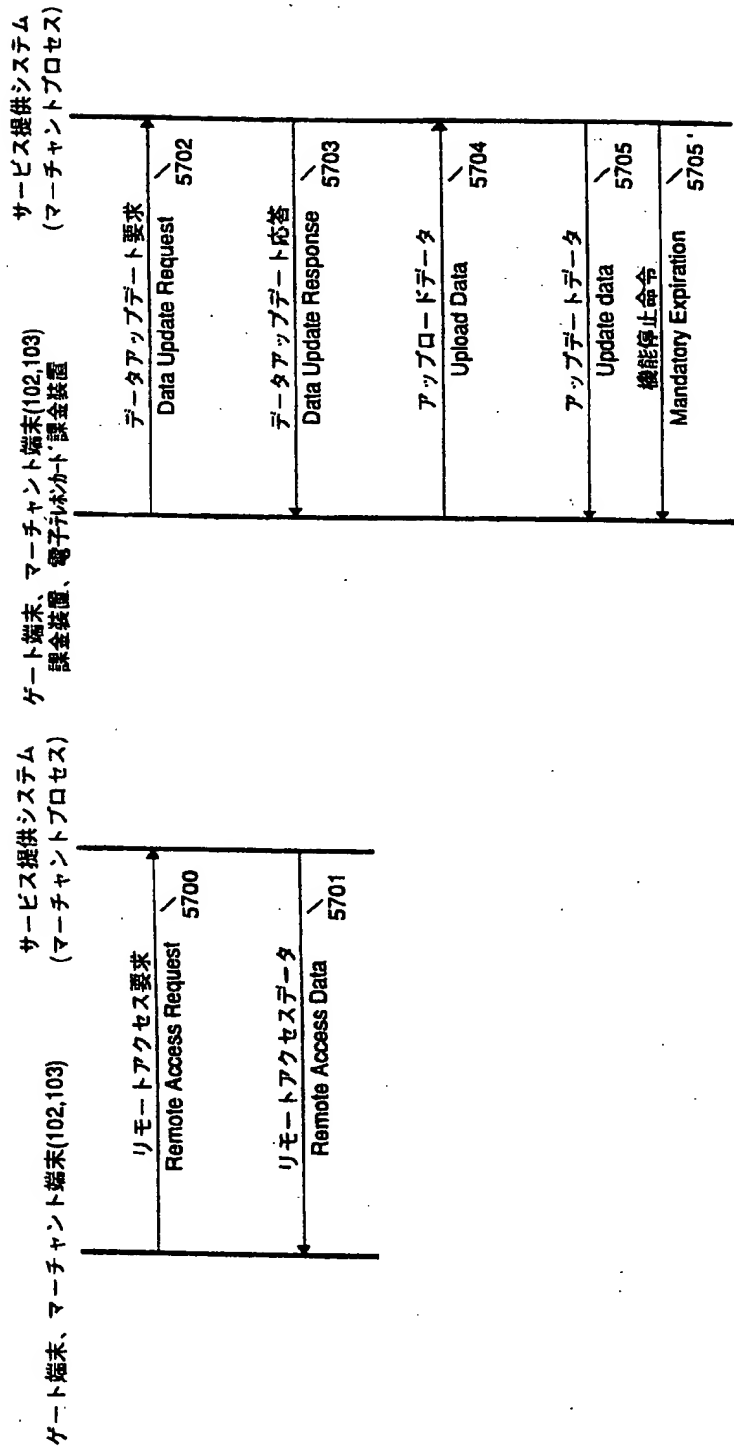 ゲート端末、マーチャント端末(102,103)
サービス提供システム
(マーチャントプロセス)
リモートアクセス要求
Remote Access Request
5700
リモートアクセスデータ
Remote Access Data
5701
ゲート端末、マーチャント端末(102,103)
課金装置、電子テレホンカード課金装置
サービス提供システム
(マーチャントプロセス)
データアップデート要求
Data Update Request
5702
データアップデート応答
Data Update Response
5703
アップロードデータ
Upload Data
5704
アップデートデータ
Update data
5705
機能停止命令
Mandatory Expiration
5705'